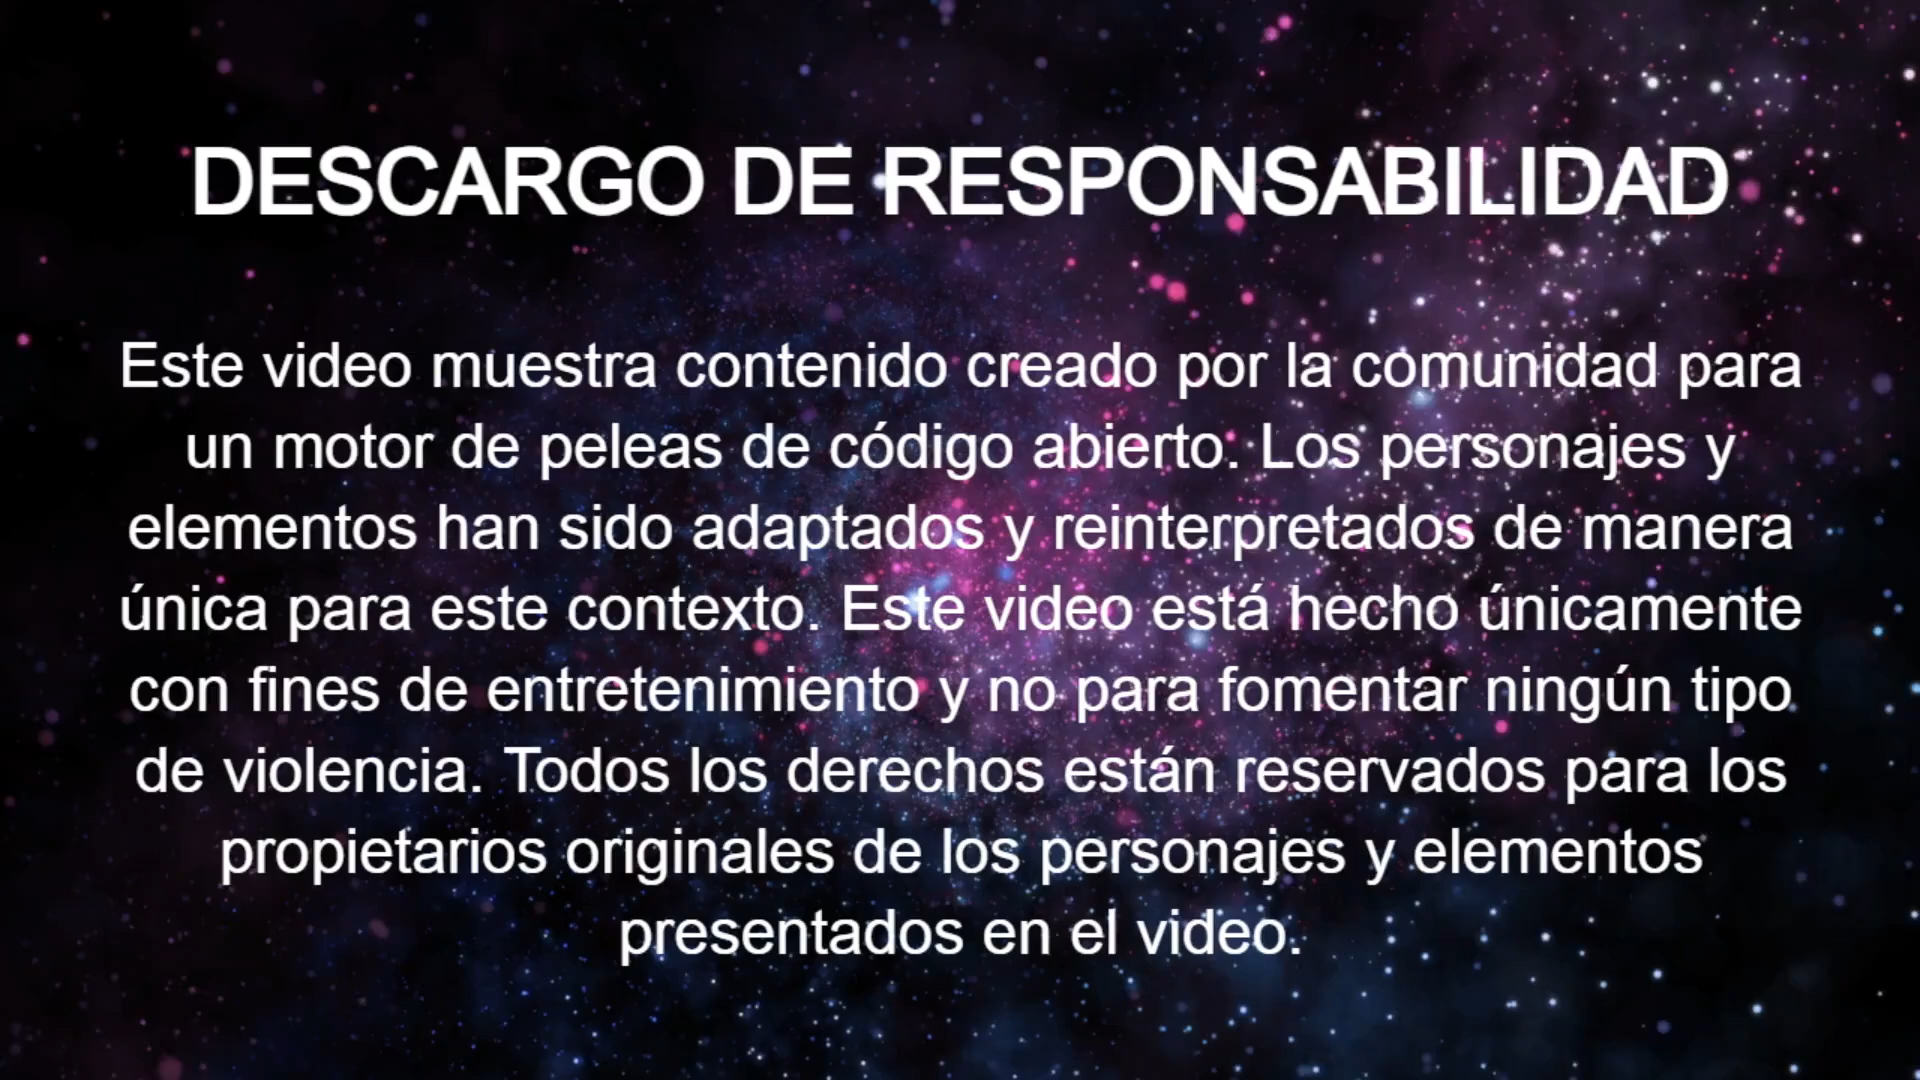 DESCARGO DE RESPONSABILIDAD
Este video muestra contenido creado por la comunidad para
un motor de peleas de código abierto. Los personajes y
elementos han sido adaptados y reinterpretados de manera
única para este contexto. Este video está hecho únicamente
con fines de entretenimiento y no para fomentar ningún tipo
de violencia. Todos los derechos están reservados para los
propietarios originales de los personajes y elementos
presentados en el video.